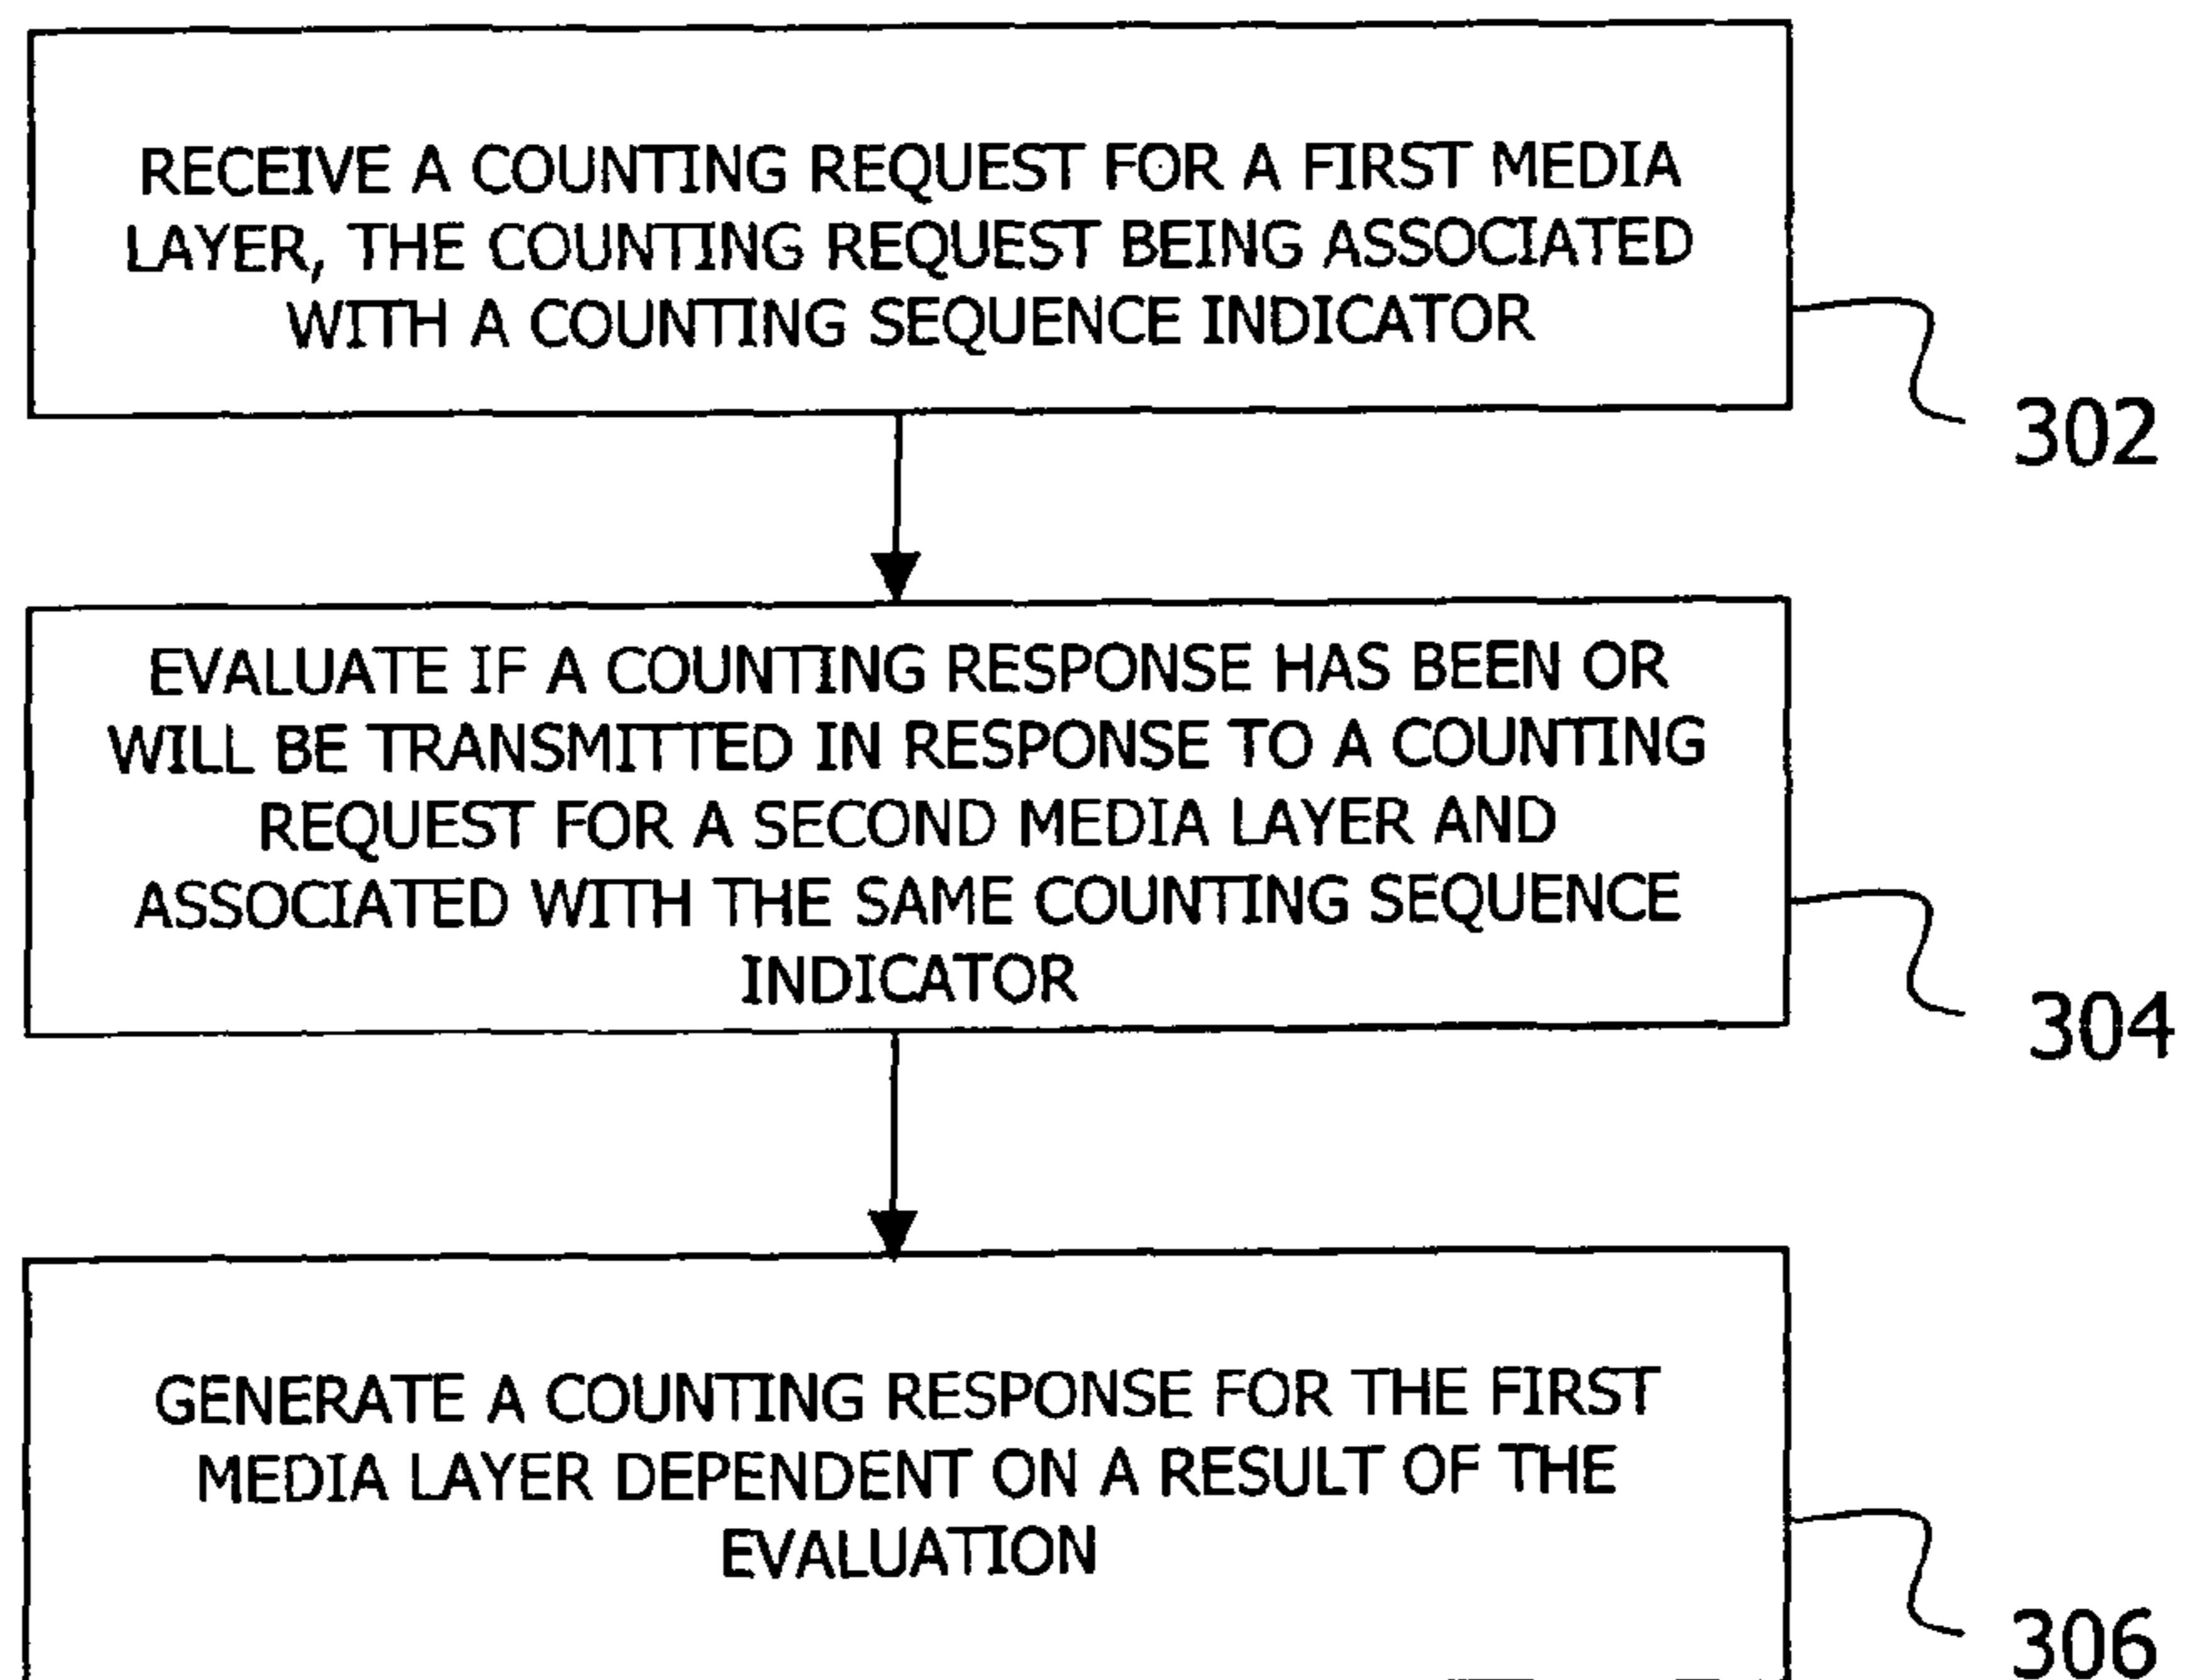 RECEIVE A COUNTING REQUEST FOR A FIRST MEDIA
LAYER, THE COUNTING REQUEST BEING ASSOCIATED
WITH A COUNTING SEQUENCE INDICATOR
302
EVALUATE IF A COUNTING RESPONSE HAS BEEN OR
WILL BE TRANSMITTED IN RESPONSE TO A COUNTING
REQUEST FOR A SECOND MEDIA LAYER AND
ASSOCIATED WITH THE SAME COUNTING SEQUENCE
INDICATOR
304
GENERATE A COUNTING RESPONSE FOR THE FIRST
MEDIA LAYER DEPENDENT ON A RESULT OF THE
EVALUATION
306